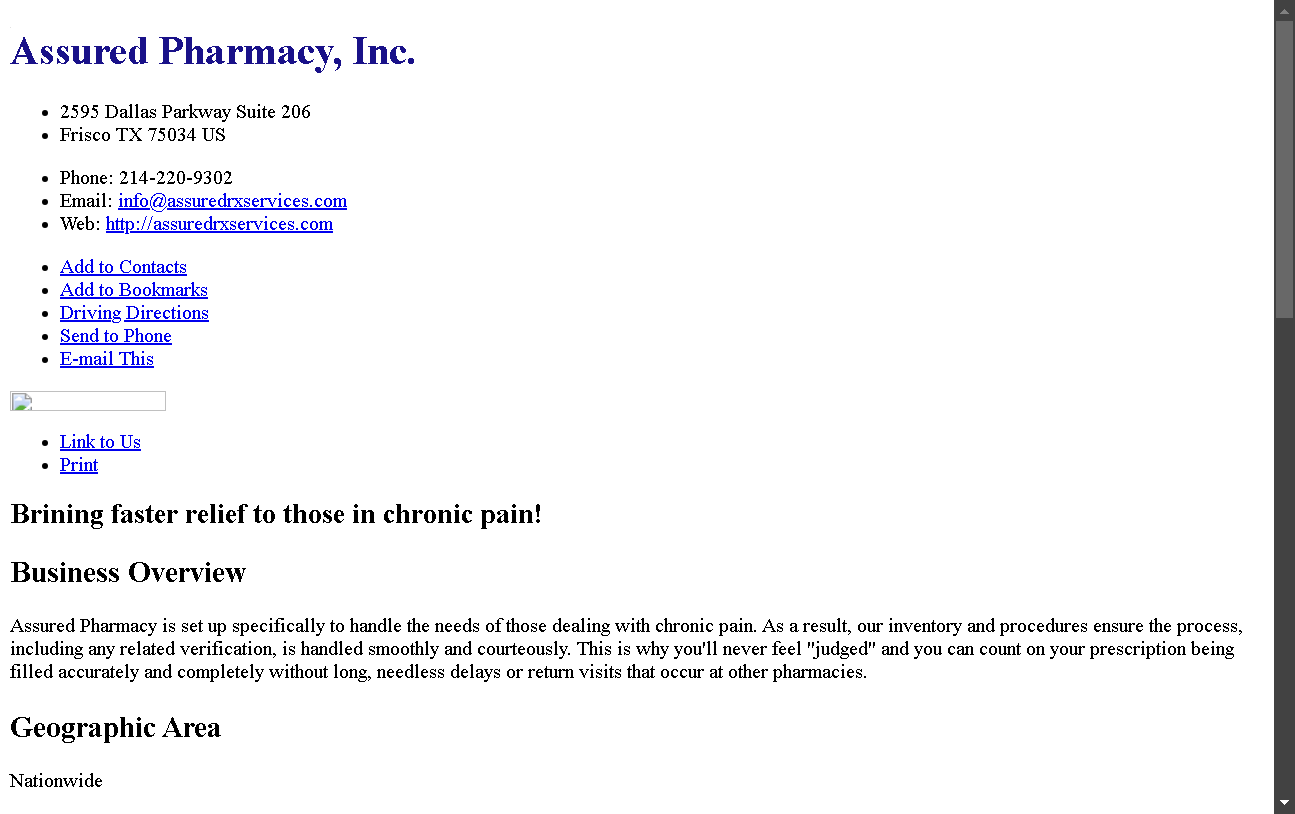 Assured Pharmacy, Inc.
2595 Dallas Parkway Suite 206
Frisco TX 75034 US
Phone: 214-220-9302
Email: info@assuredrxservices.com
Web: http://assuredrxservices.com
Add to Contacts
Add to Bookmarks
Driving Directions
Send to Phone
E-mail This
Link to Us
Print
Brining faster relief to those in chronic pain!
Business Overview
Assured Pharmacy is set up specifically to handle the needs of those dealing with chronic pain. As a result, our inventory and procedures ensure the process,
including any related verification, is handled smoothly and courteously. This is why you'll never feel "judged" and you can count on your prescription being
filled accurately and completely without long, needless delays or return visits that occur at other pharmacies.
Geographic Area
Nationwide